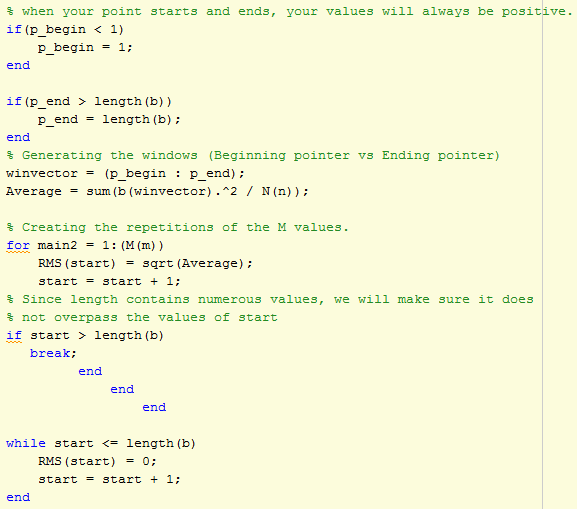 % when your point starts and ends, your values will always be positive.
if(p_begin < 1)
    p_begin = 1;
end

if(p_end > length(b))
    p_end = length(b);
end
% Generating the windows (Beginning pointer vs Ending pointer)
winvector = (p_begin : p_end);
Average = sum(b(winvector).^2 / N(n));

% Creating the repetitions of the M values.
for main2 = 1:(M(m))
    RMS(start) = sqrt(Average);
    start = start + 1;
% Since length contains numerous values, we will make sure it does
% not overpass the values of start
if start > length(b)
   break;
         end
             end
                 end

while start <= length(b)
    RMS(start) = 0;
    start = start + 1;
end